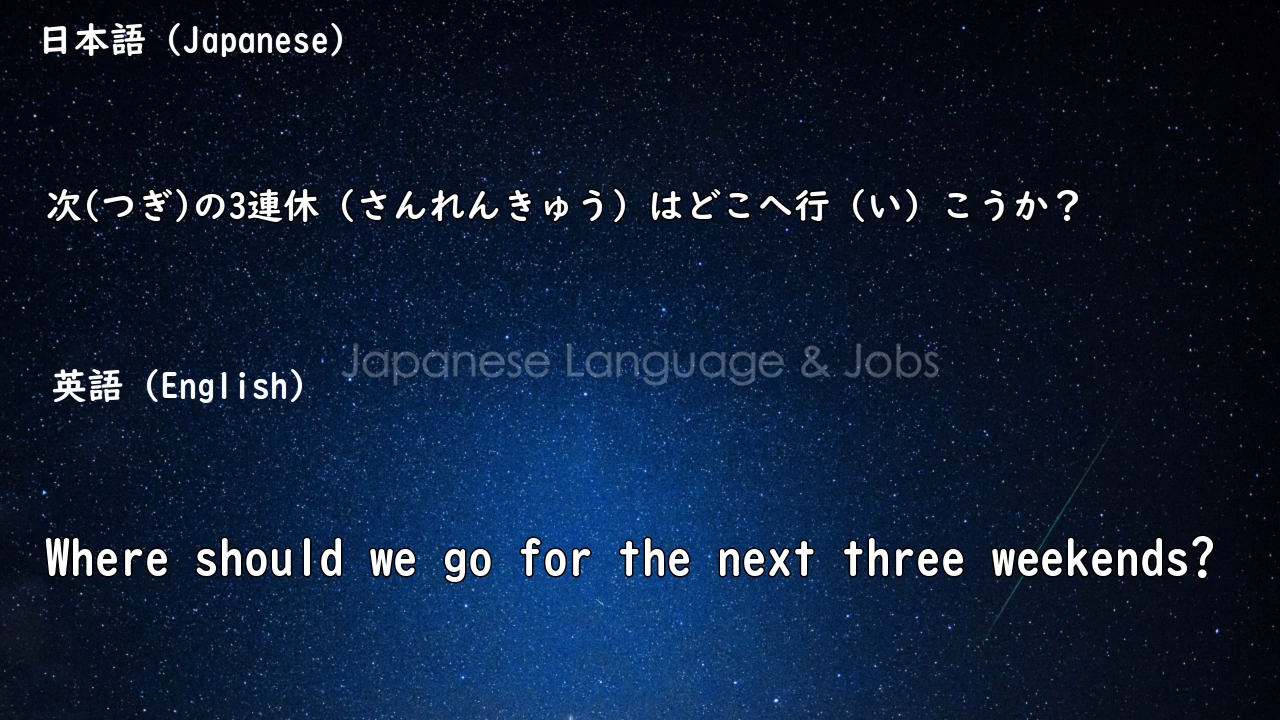 日本語（Japanese）
次(つぎ)の3連休（さんれんきゅう）はどこへ行（い）こうか？
Japanese Language & Jobs
英語（English）
Where should we go for the next three weekends?